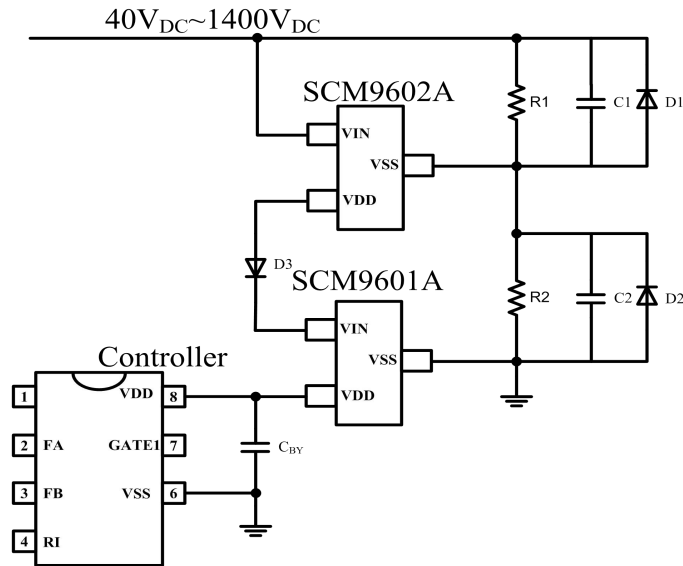 40VDC~1400VDC
SCM9602A
VIN
VSS
VDD
R1
C1
D1
D3
SCM9601A
VIN
VSS
VDD
R2
C2
D2
Controller
1
VDD 8
2 FA
GATE1 7
3 FB
VSS 6
4 RI
CBY